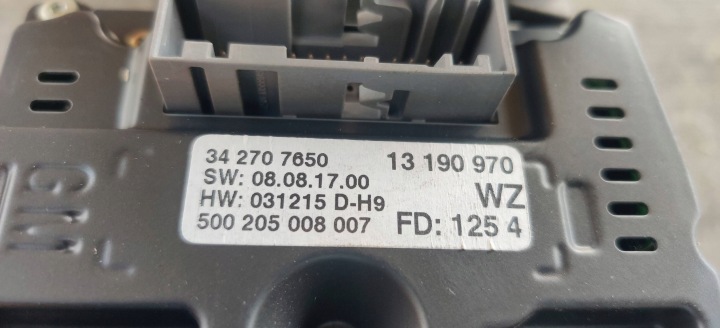 34 270 7650 13 190 970
SW: 08.08.17.00 WZ
HW: 031215 D-H9
500 205 008 007 FD: 125 4
GM